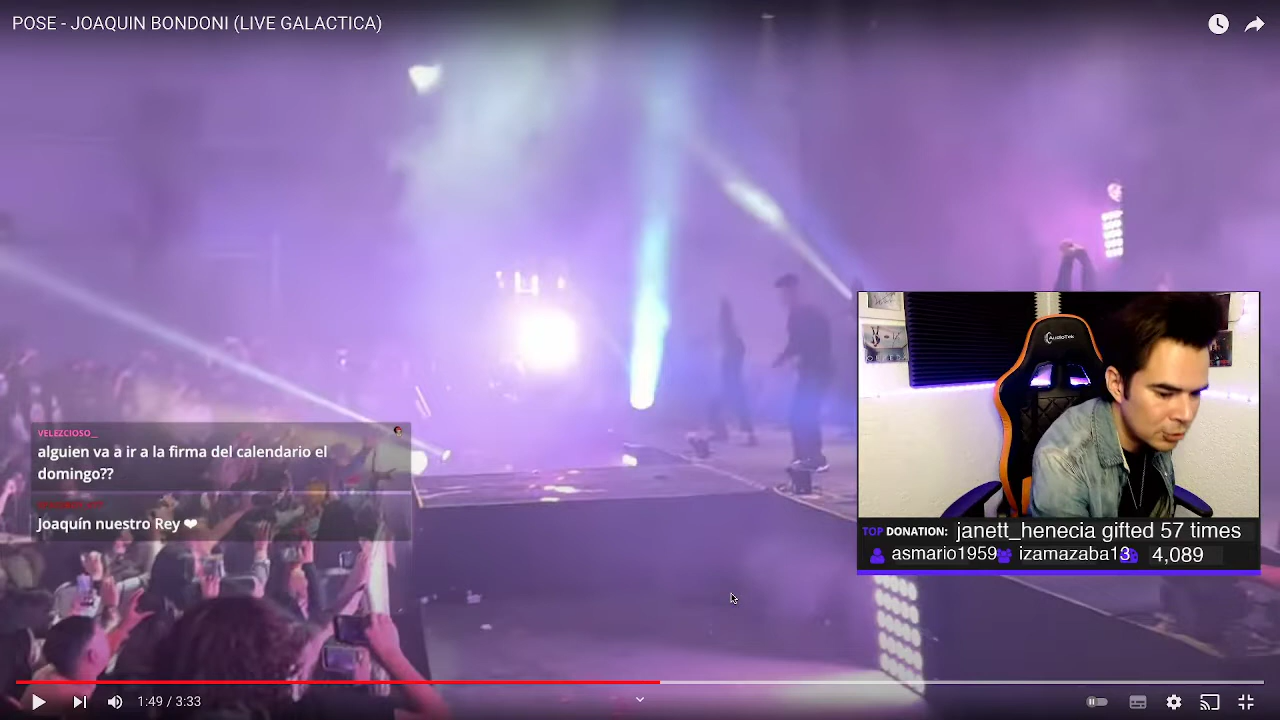 POSE - JOAQUIN BONDONI (LIVE GALACTICA)
AudioTek
VELEZCIOSO_
alguien va a ir a la firma del calendario el
domingo??
Joaquín nuestro Rey ❤
TOP DONATION: janett_henecia gifted 57 times
asmario1959 izamazaba13 4,089
1:49 / 3:33